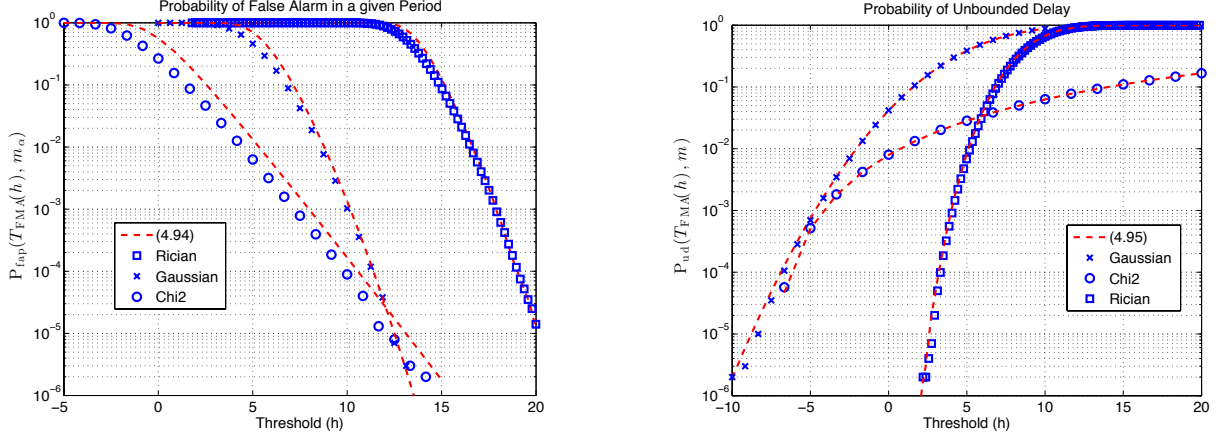 Probability of False Alarm in a given Period
10^0
10^-1
10^-2
10^-3
10^-4
10^-5
10^-6
P_fap(T_FMA(h), m_α)
(4.94)
Rician
Gaussian
Chi2
−5 0 5 10 15 20
Threshold (h)
Probability of Unbounded Delay
10^0
10^-1
10^-2
10^-3
10^-4
10^-5
10^-6
P_ud(T_FMA(h), m)
(4.95)
Gaussian
Chi2
Rician
−10 −5 0 5 10 15 20
Threshold (h)